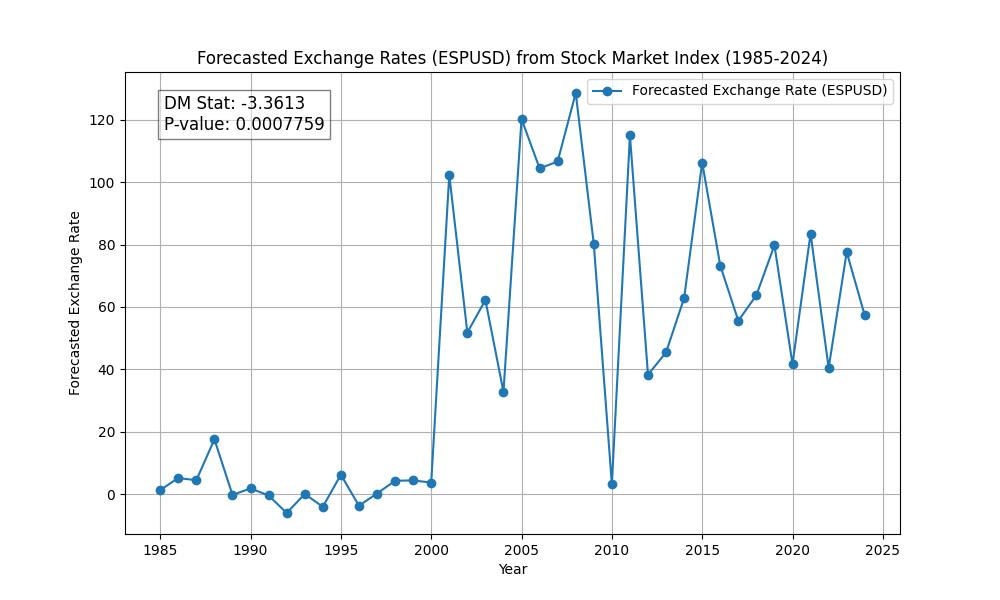 Forecasted Exchange Rates (ESPUSD) from Stock Market Index (1985-2024)
DM Stat: -3.3613
P-value: 0.0007759
Forecasted Exchange Rate (ESPUSD)
Forecasted Exchange Rate
120
100
80
60
40
20
0
1985
1990
1995
2000
2005
2010
2015
2020
2025
Year